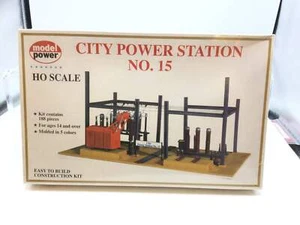 model
power
CITY POWER STATION
NO. 15
HO SCALE
• Kit contains
188 pieces
• For ages 14 and over
• Molded in 5 colors
EASY TO BUILD
CONSTRUCTION KIT